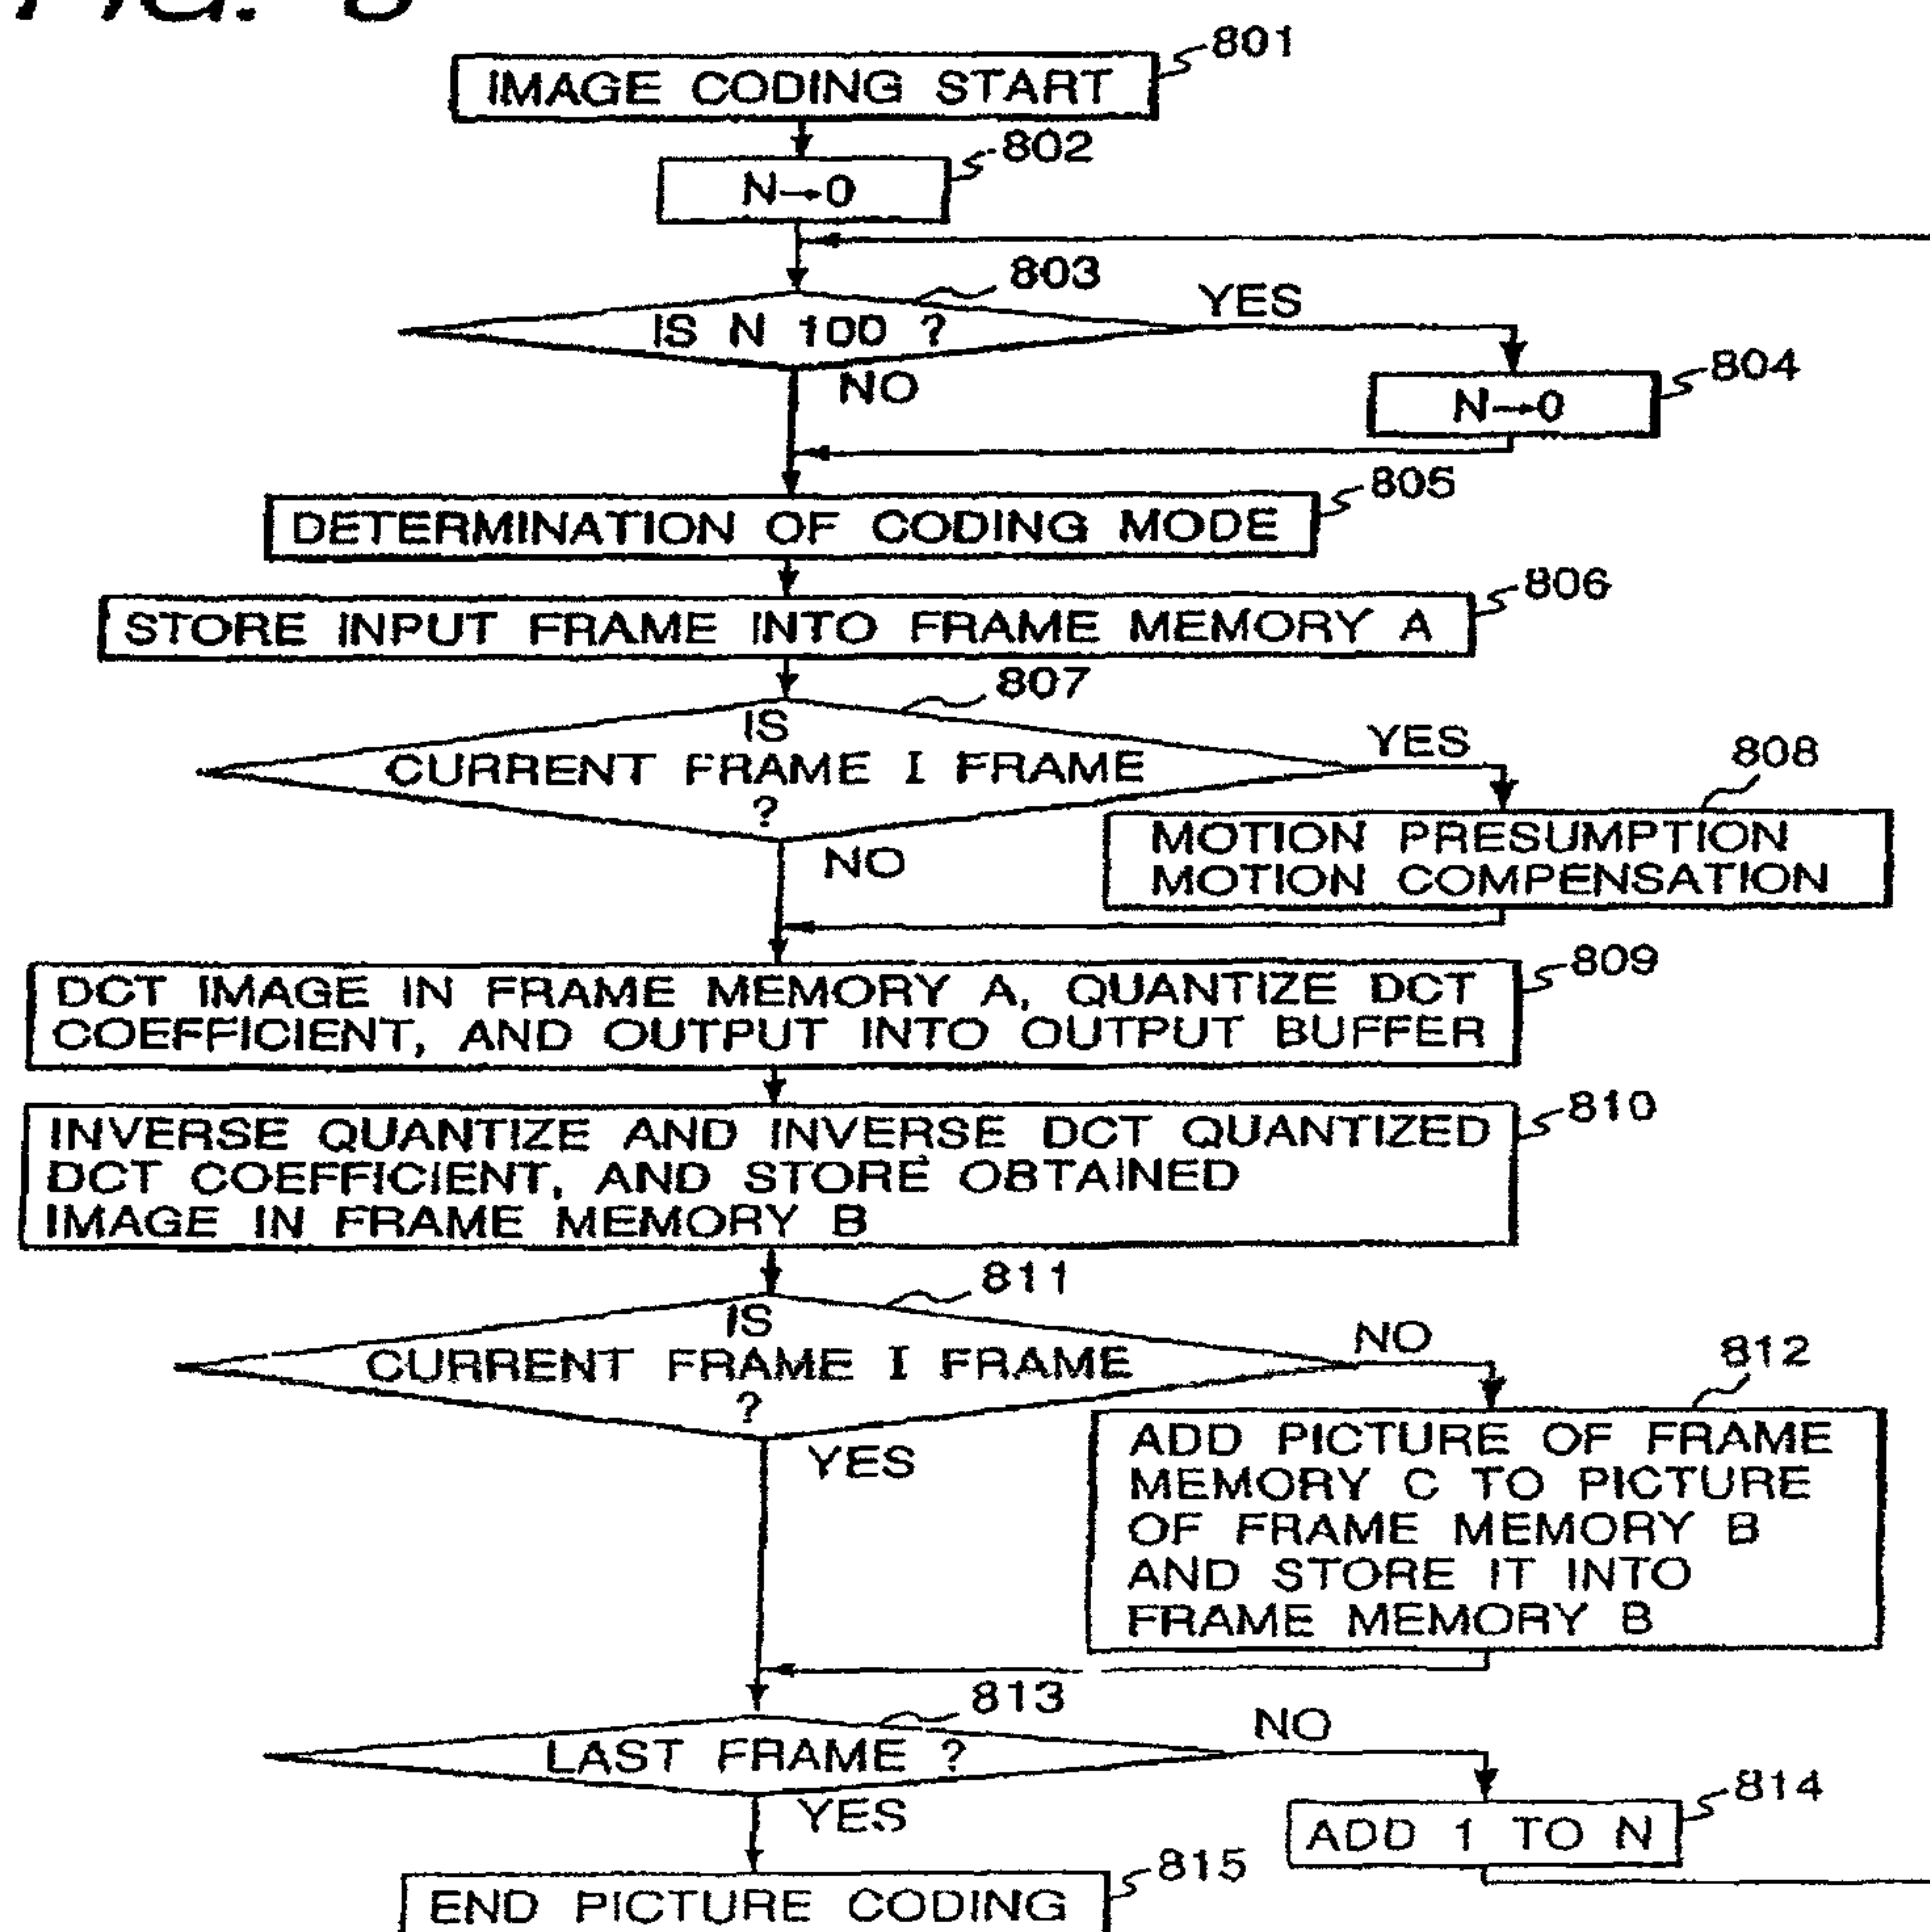 FIG. 8
801
IMAGE CODING START
802
N→0
803
IS N 100 ?
YES
NO
804
N→0
805
DETERMINATION OF CODING MODE
806
STORE INPUT FRAME INTO FRAME MEMORY A
807
IS
CURRENT FRAME I FRAME
?
YES
NO
808
MOTION PRESUMPTION
MOTION COMPENSATION
809
DCT IMAGE IN FRAME MEMORY A, QUANTIZE DCT
COEFFICIENT, AND OUTPUT INTO OUTPUT BUFFER
810
INVERSE QUANTIZE AND INVERSE DCT QUANTIZED
DCT COEFFICIENT, AND STORE OBTAINED
IMAGE IN FRAME MEMORY B
811
IS
CURRENT FRAME I FRAME
?
NO
YES
812
ADD PICTURE OF FRAME
MEMORY C TO PICTURE
OF FRAME MEMORY B
AND STORE IT INTO
FRAME MEMORY B
813
LAST FRAME ?
NO
YES
814
ADD 1 TO N
815
END PICTURE CODING